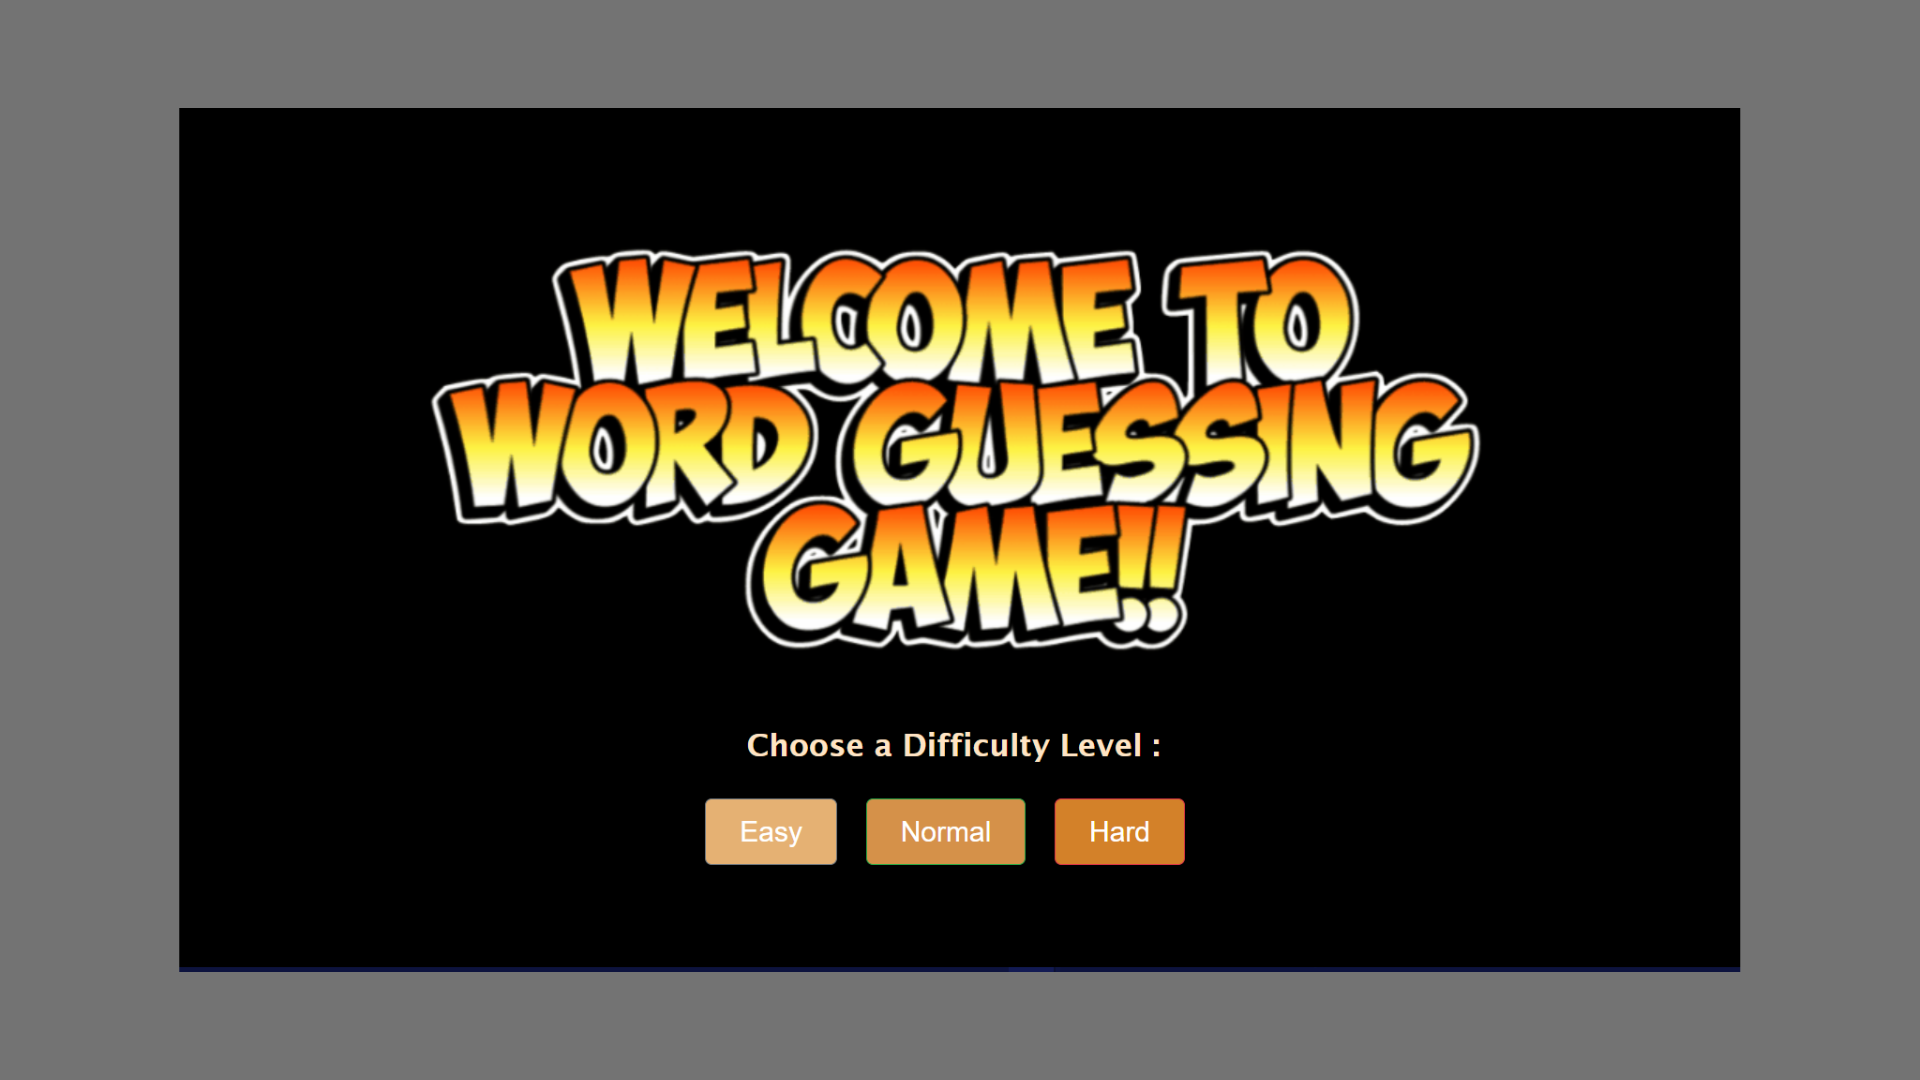 WELCOME TO
WORD GUESSING
GAME!!
Choose a Difficulty Level :
Easy Normal Hard